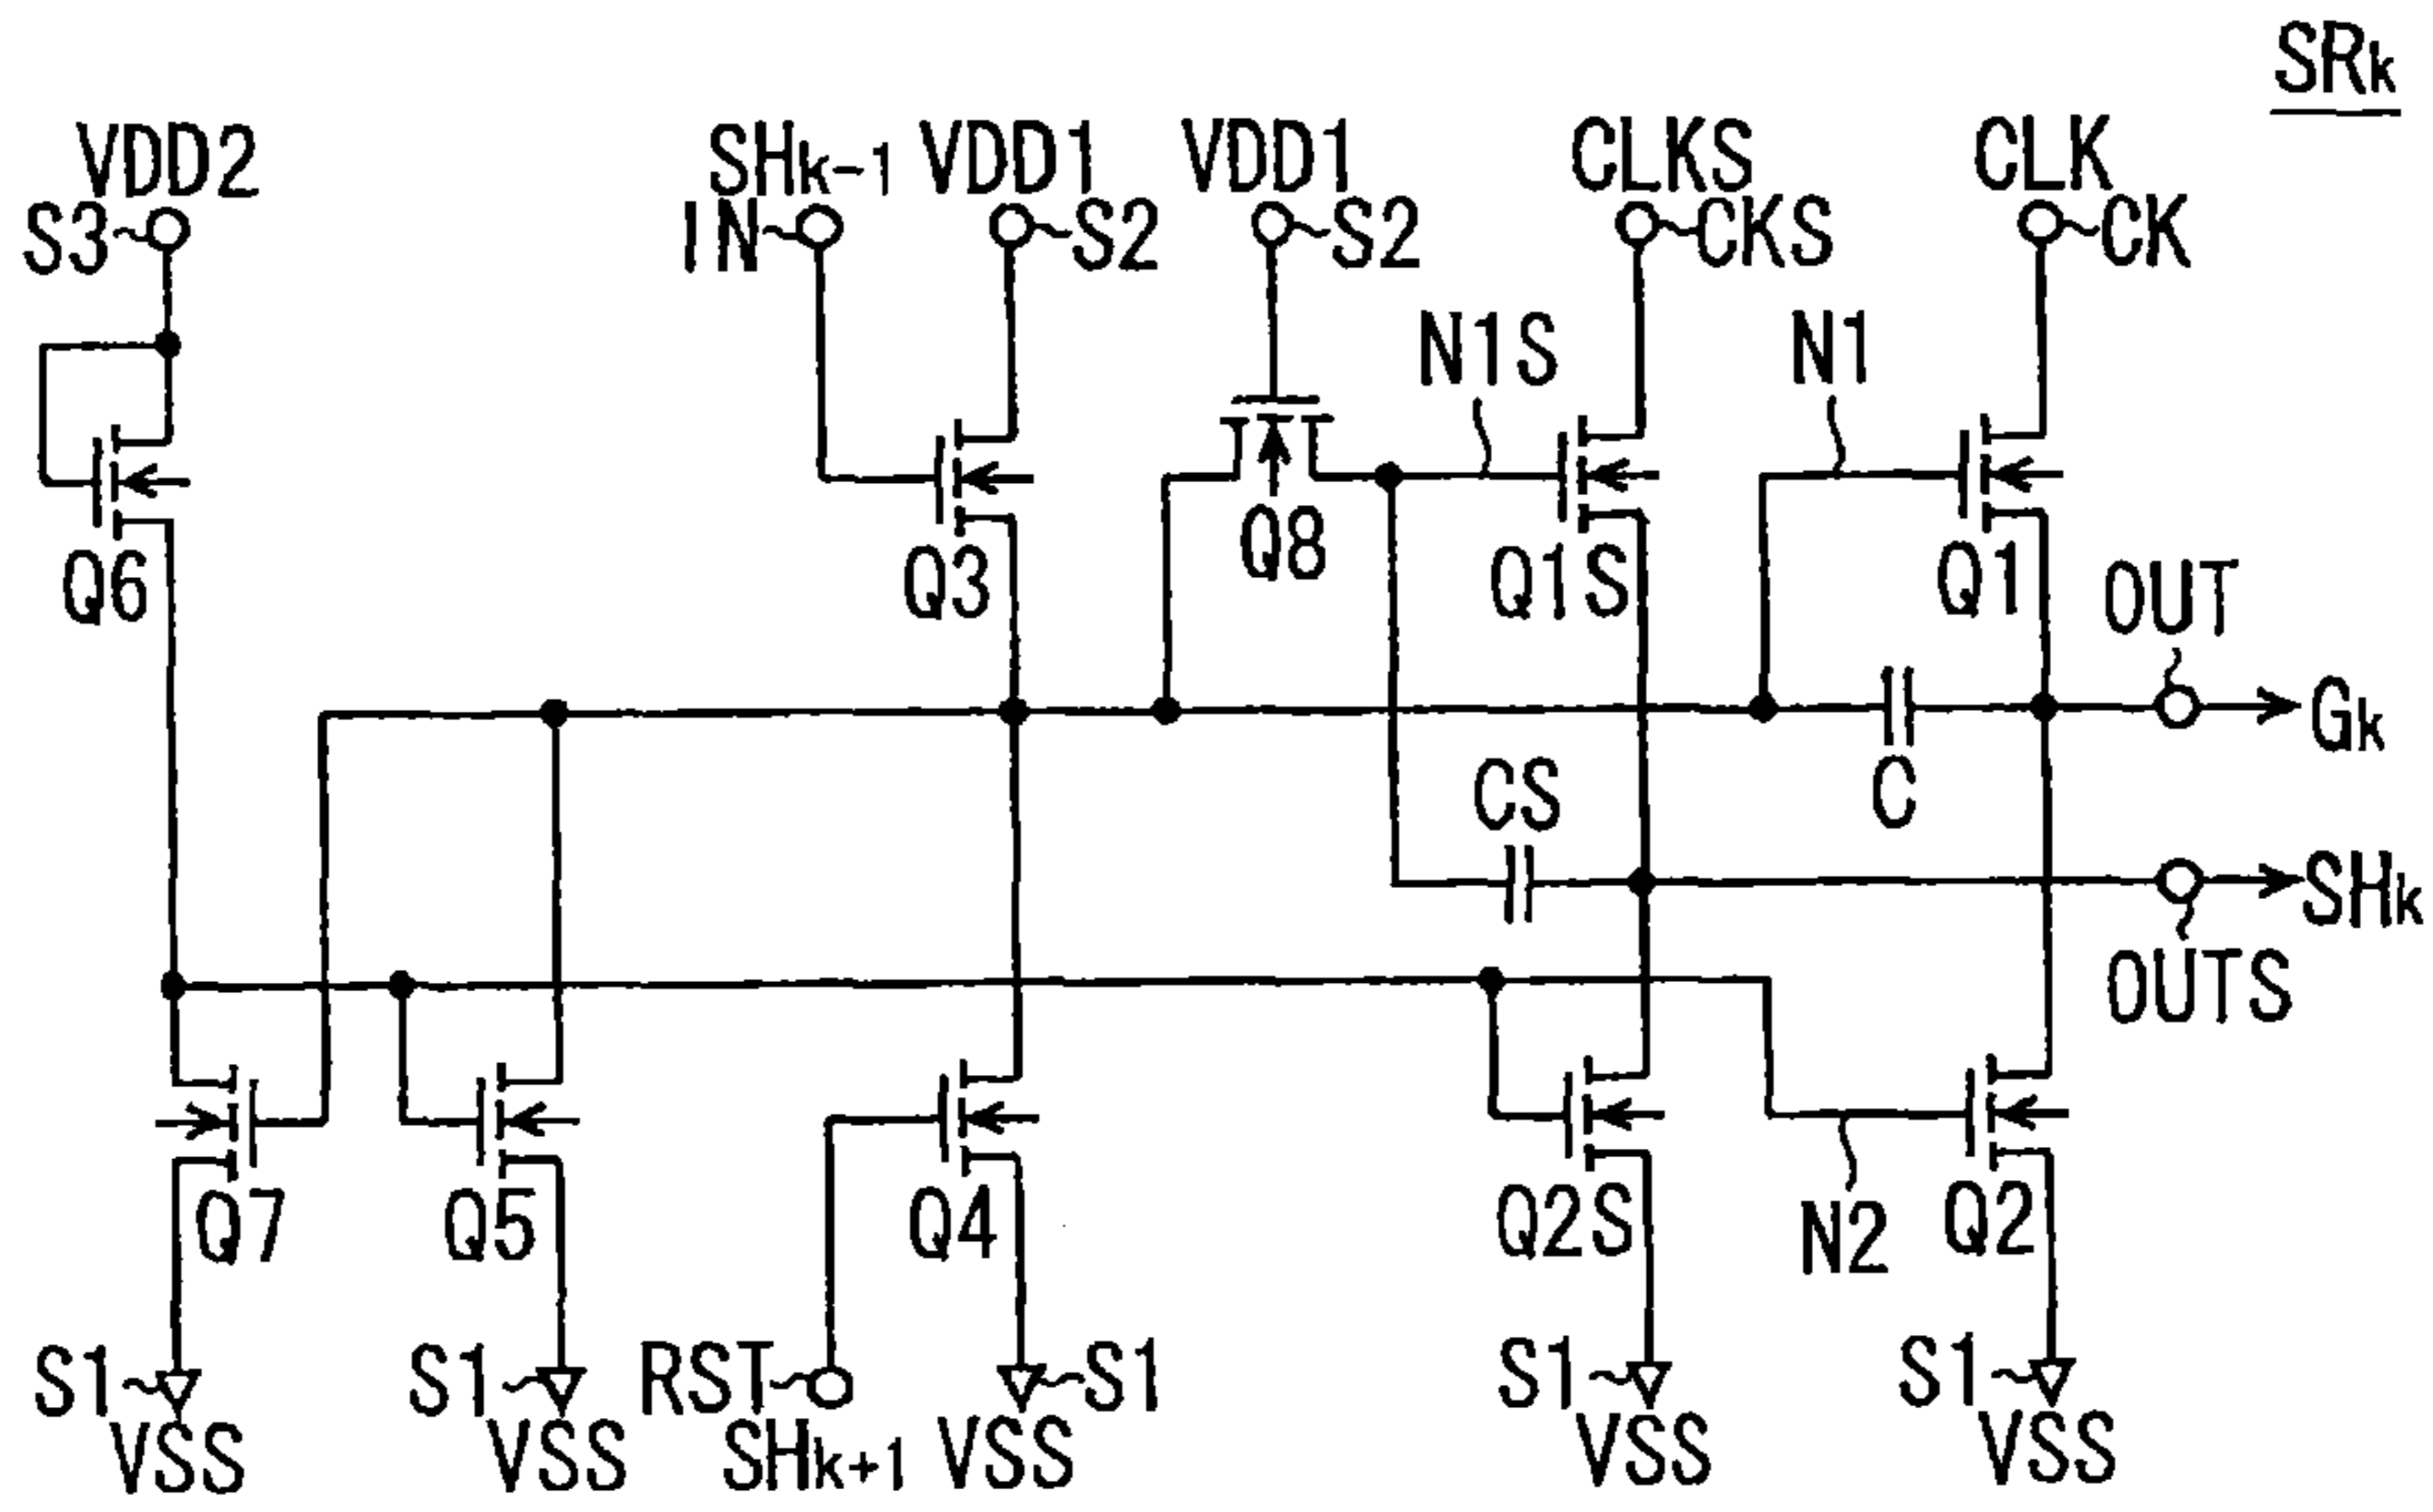 SRk
VDD2
SHk-1
VDD1
VDD1
CLKS
CLK
S3
IN
S2
S2
CKS
CK
N1S
N1
Q6
Q3
Q8
Q1S
Q1
OUT
Gk
CS
C
SHk
OUTS
Q7
Q5
Q4
Q2S
N2
Q2
S1
S1
RST
S1
S1
S1
VSS
VSS
SHk+1
VSS
VSS
VSS